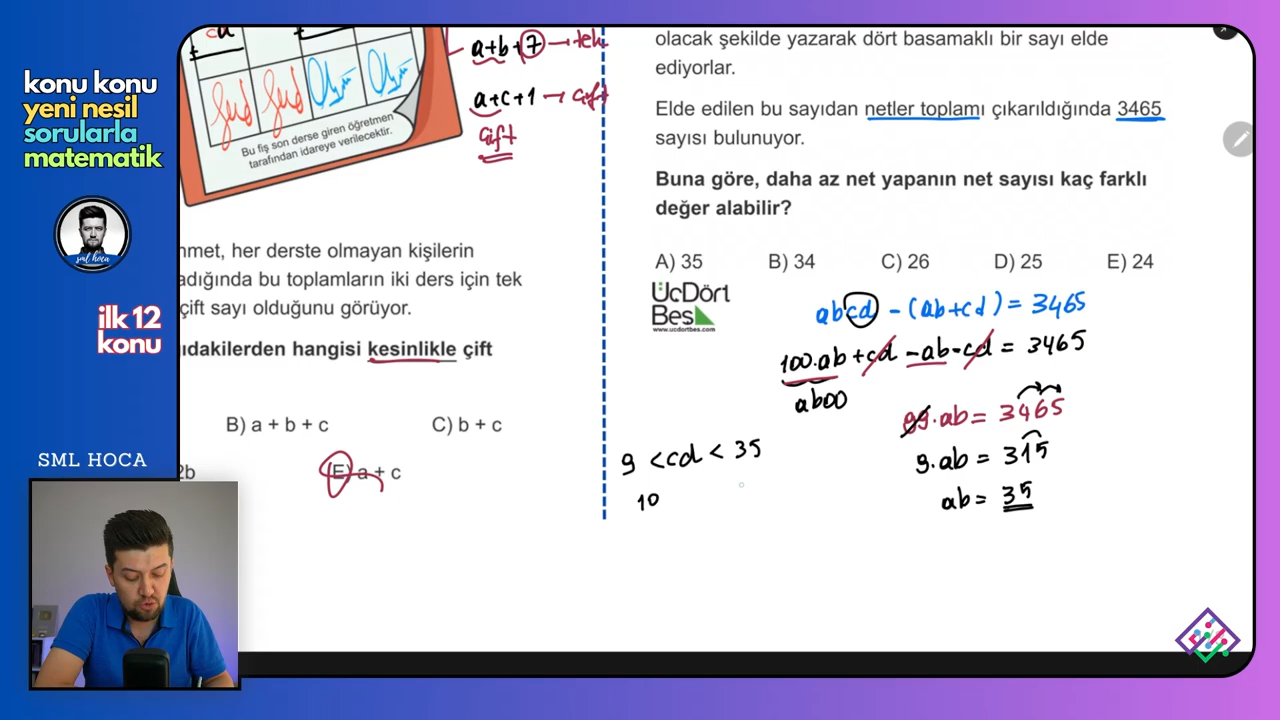 konu konu
yeni nesil
sorularla
matematik
sml hoca
ilk 12
konu
SML HOCA
ca
a+b+7 → tek
a+c+1 → çift
çift
Bu fiş son derse giren öğretmen
tarafından idareye verilecektir.
nmet, her derste olmayan kişilerin
adığında bu toplamların iki ders için tek
çift sayı olduğunu görüyor.
ğıdakilerden hangisi kesinlikle çift
B) a + b + c
C) b + c
2b
E) a + c
olacak şekilde yazarak dört basamaklı bir sayı elde
ediyorlar.
Elde edilen bu sayıdan netler toplamı çıkarıldığında 3465
sayısı bulunuyor.
Buna göre, daha az net yapanın net sayısı kaç farklı
değer alabilir?
A) 35 B) 34 C) 26 D) 25 E) 24
ÜcDört
Bes
www.ucdortbes.com
abcd - (ab+cd) = 3465
100.ab + cd - ab - cd = 3465
ab00
99.ab = 3465
9.ab = 315
ab = 35
9 < cd < 35
10